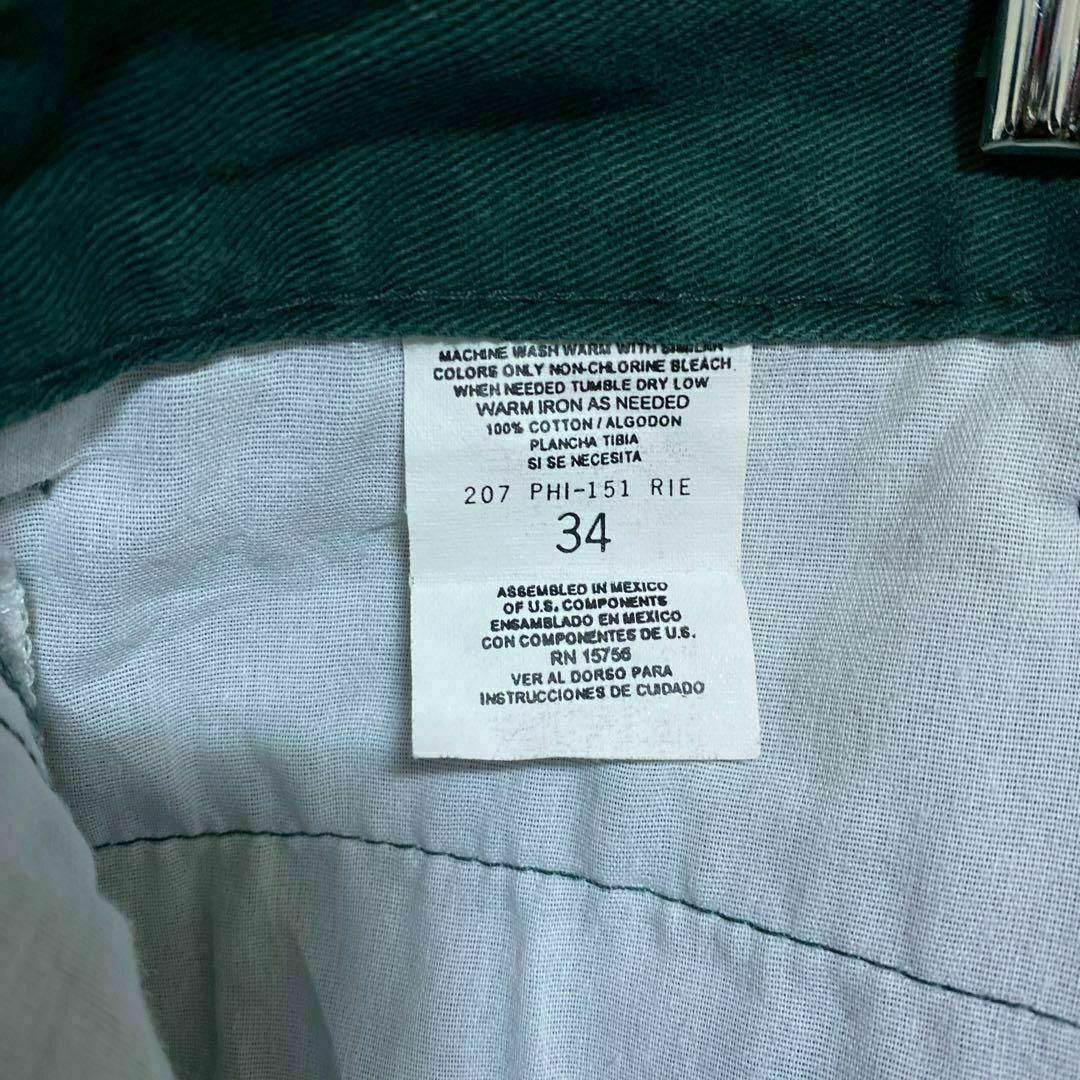 MACHINE WASH WARM WITH SIMILAR
COLORS ONLY NON-CHLORINE BLEACH
WHEN NEEDED TUMBLE DRY LOW
WARM IRON AS NEEDED
100% COTTON / ALGODON
PLANCHA TIBIA
SI SE NECESITA
207 PHI-151 RIE
34
ASSEMBLED IN MEXICO
OF U.S. COMPONENTS
ENSAMBLADO EN MEXICO
CON COMPONENTES DE U.S.
RN 15756
VER AL DORSO PARA
INSTRUCCIONES DE CUIDADO